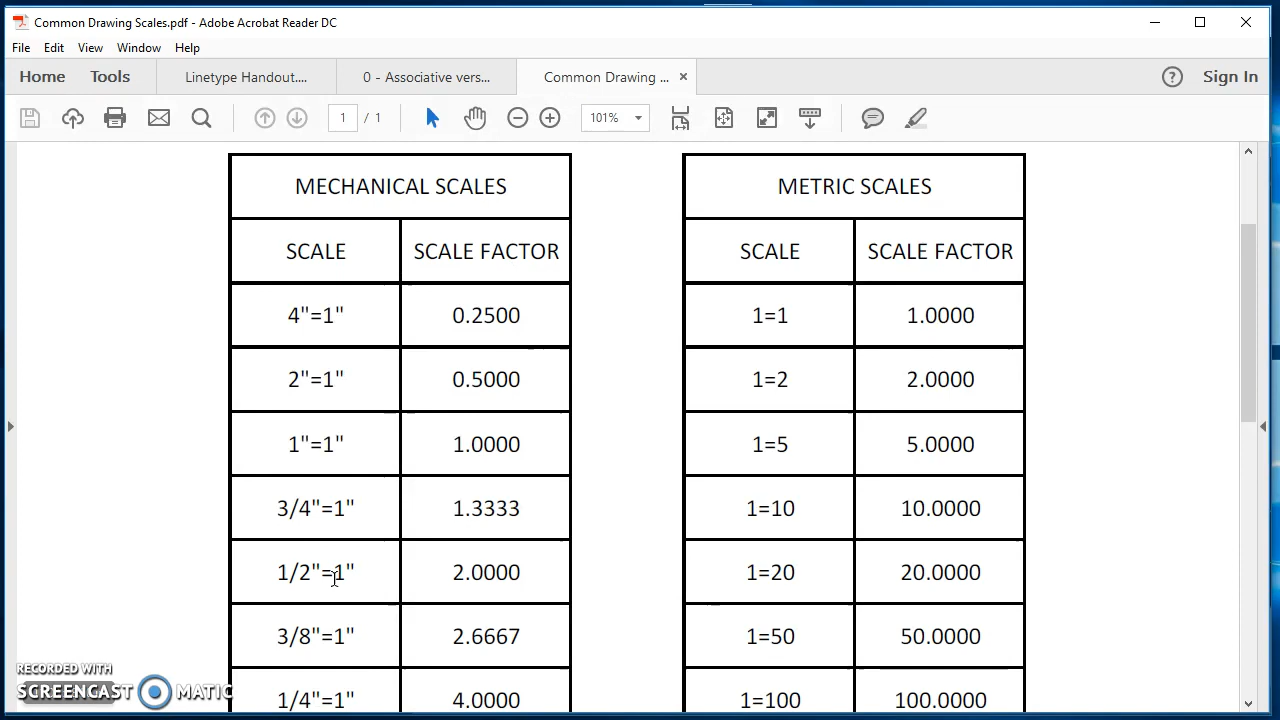 Common Drawing Scales.pdf - Adobe Acrobat Reader DC
File Edit View Window Help
Home Tools Linetype Handout.... 0 - Associative vers... Common Drawing ... Sign In
1 / 1 101%
MECHANICAL SCALES
SCALE SCALE FACTOR
4"=1" 0.2500
2"=1" 0.5000
1"=1" 1.0000
3/4"=1" 1.3333
1/2"=1" 2.0000
3/8"=1" 2.6667
1/4"=1" 4.0000
METRIC SCALES
SCALE SCALE FACTOR
1=1 1.0000
1=2 2.0000
1=5 5.0000
1=10 10.0000
1=20 20.0000
1=50 50.0000
1=100 100.0000
RECORDED WITH
SCREENCAST MATIC